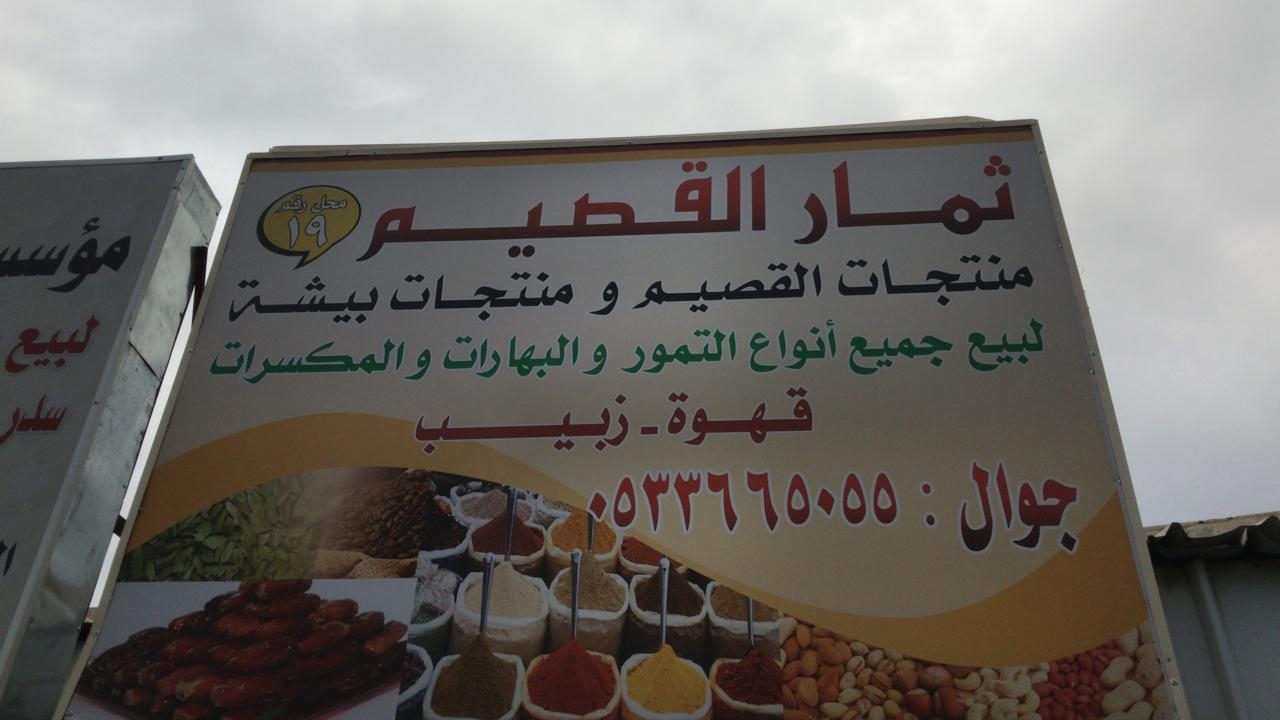 ثمار القصيم
محل رقم
١٩
منتجات القصيم و منتجات بيشة
لبيع جميع أنواع التمور و البهارات و المكسرات
قهوة - زبيب
جوال : ٠٥٣٣٦٦٥٠٥٥
لبيع
سدر